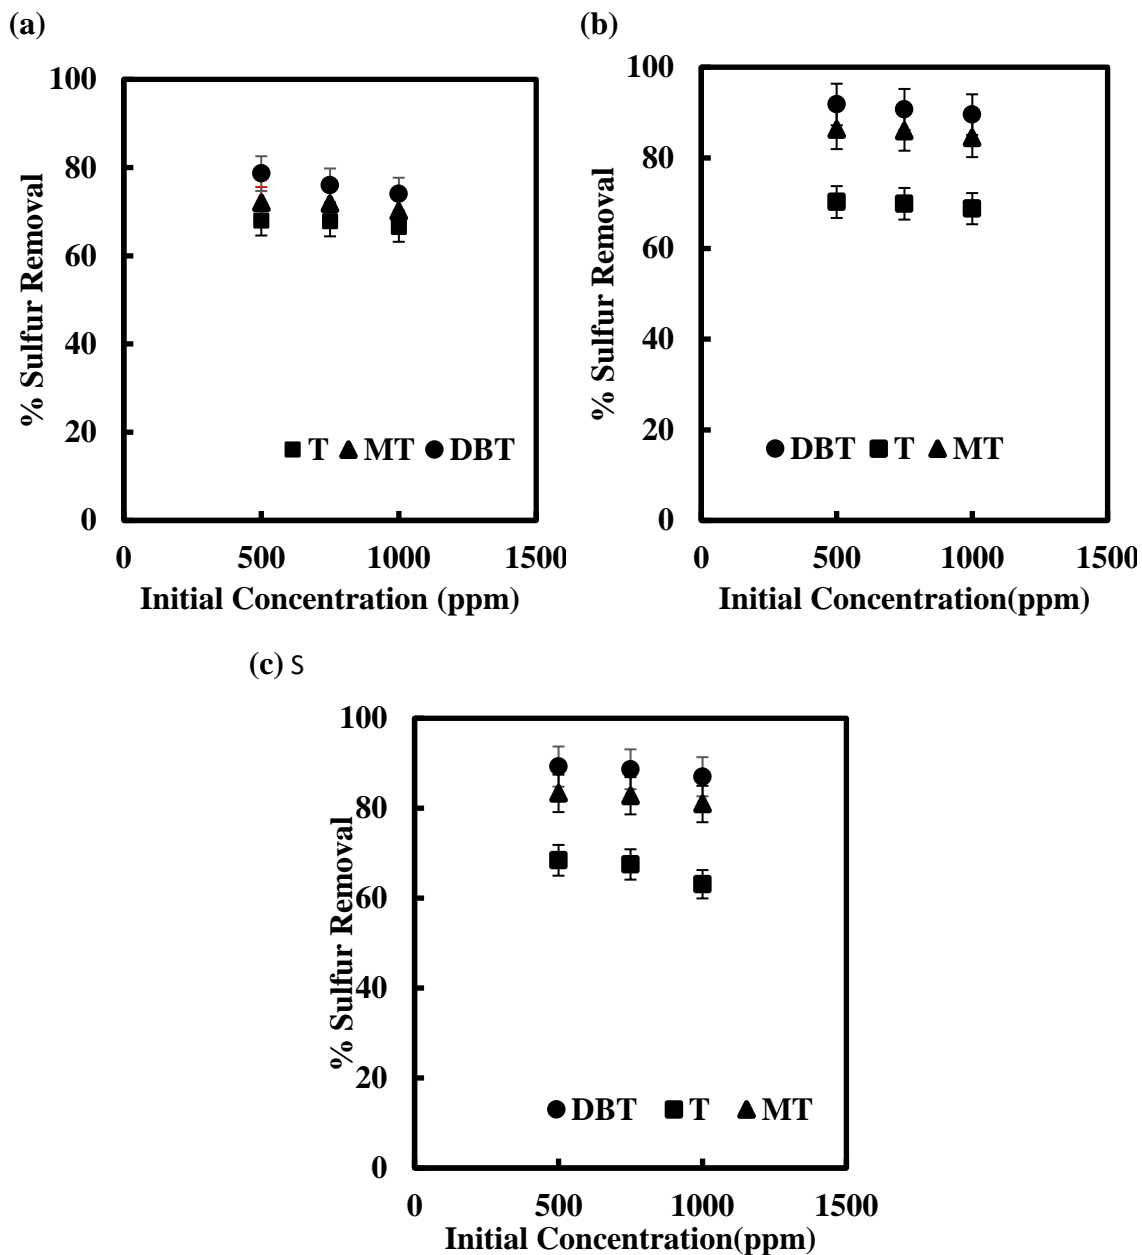 (a)
100
80
60
40
20
0
% Sulfur Removal
T MT DBT
0 500 1000 1500
Initial Concentration (ppm)
(b)
100
80
60
40
20
0
% Sulfur Removal
DBT T MT
0 500 1000 1500
Initial Concentration(ppm)
(c) S
100
80
60
40
20
0
% Sulfur Removal
DBT T MT
0 500 1000 1500
Initial Concentration(ppm)